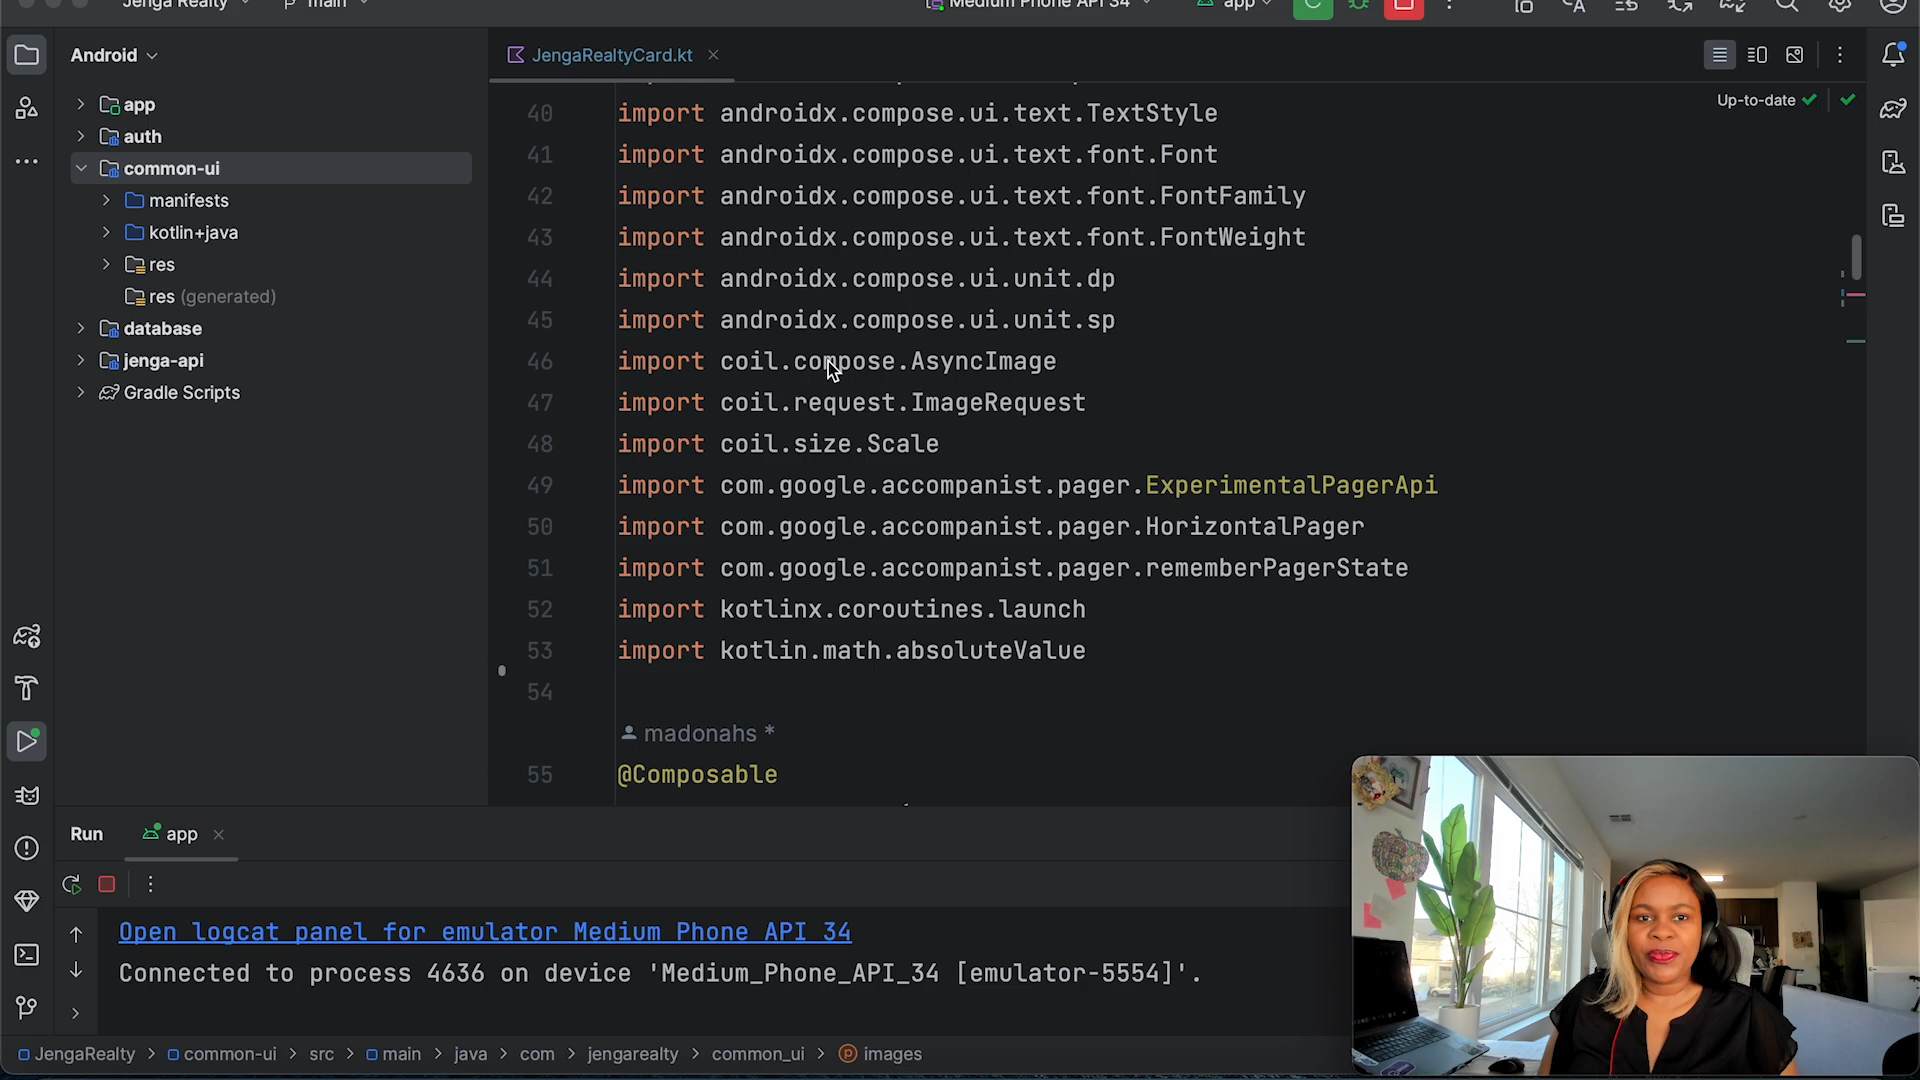 Jenga Realty
main
Medium Phone API 34
app
Android
JengaRealtyCard.kt
Up-to-date
app
auth
common-ui
manifests
kotlin+java
res
res (generated)
database
jenga-api
Gradle Scripts
40 import androidx.compose.ui.text.TextStyle
41 import androidx.compose.ui.text.font.Font
42 import androidx.compose.ui.text.font.FontFamily
43 import androidx.compose.ui.text.font.FontWeight
44 import androidx.compose.ui.unit.dp
45 import androidx.compose.ui.unit.sp
46 import coil.compose.AsyncImage
47 import coil.request.ImageRequest
48 import coil.size.Scale
49 import com.google.accompanist.pager.ExperimentalPagerApi
50 import com.google.accompanist.pager.HorizontalPager
51 import com.google.accompanist.pager.rememberPagerState
52 import kotlinx.coroutines.launch
53 import kotlin.math.absoluteValue
54
madonahs *
55 @Composable
Run
app
Open logcat panel for emulator Medium Phone API 34
Connected to process 4636 on device 'Medium_Phone_API_34 [emulator-5554]'.
JengaRealty > common-ui > src > main > java > com > jengarealty > common_ui > images